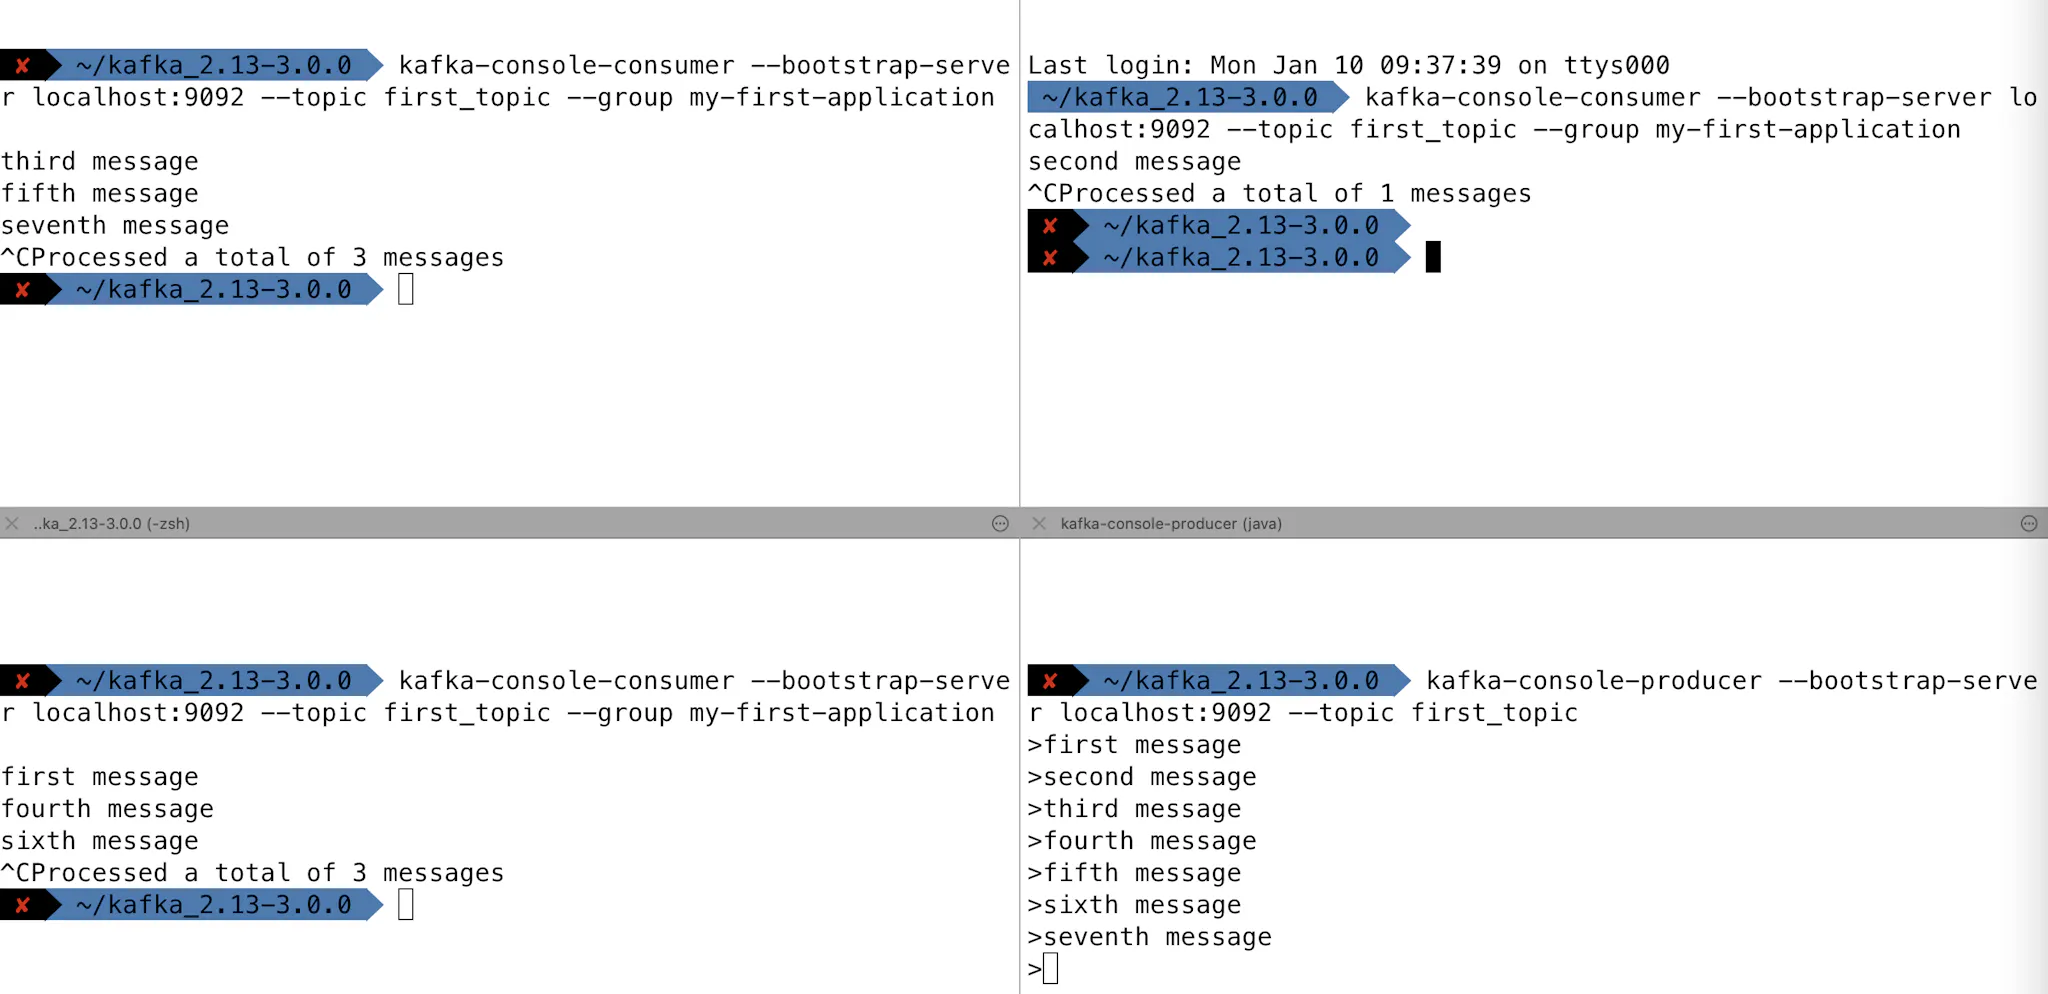 ✘ ~/kafka_2.13-3.0.0 kafka-console-consumer --bootstrap-serve
r localhost:9092 --topic first_topic --group my-first-application
third message
fifth message
seventh message
^CProcessed a total of 3 messages
✘ ~/kafka_2.13-3.0.0
Last login: Mon Jan 10 09:37:39 on ttys000
~/kafka_2.13-3.0.0 kafka-console-consumer --bootstrap-server lo
calhost:9092 --topic first_topic --group my-first-application
second message
^CProcessed a total of 1 messages
✘ ~/kafka_2.13-3.0.0
✘ ~/kafka_2.13-3.0.0
..ka_2.13-3.0.0 (-zsh)
✘ ~/kafka_2.13-3.0.0 kafka-console-consumer --bootstrap-serve
r localhost:9092 --topic first_topic --group my-first-application
first message
fourth message
sixth message
^CProcessed a total of 3 messages
✘ ~/kafka_2.13-3.0.0
kafka-console-producer (java)
✘ ~/kafka_2.13-3.0.0 kafka-console-producer --bootstrap-serve
r localhost:9092 --topic first_topic
>first message
>second message
>third message
>fourth message
>fifth message
>sixth message
>seventh message
>